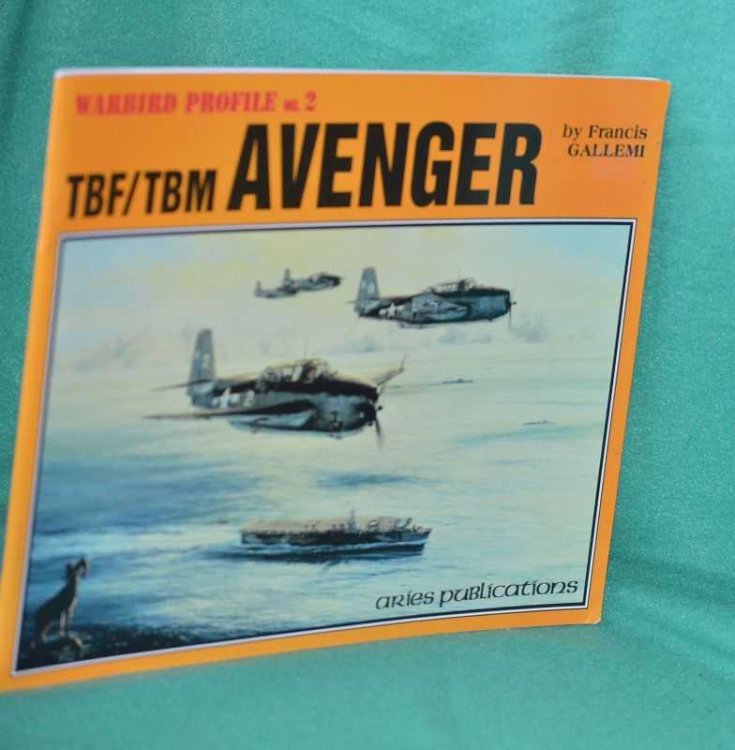 WARBIRD PROFILE no. 2
TBF/TBM AVENGER
by Francis
GALLEMI
aries publications